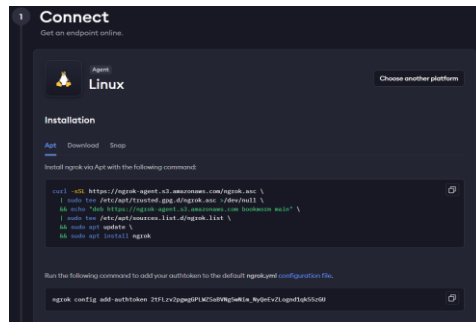 1
Connect
Get an endpoint online.
Agent
Linux
Choose another platform
Installation
Apt Download Snap
Install ngrok via Apt with the following command:
curl -sSL https://ngrok-agent.s3.amazonaws.com/ngrok.asc \
| sudo tee /etc/apt/trusted.gpg.d/ngrok.asc >/dev/null \
&& echo "deb https://ngrok-agent.s3.amazonaws.com bookworm main" \
| sudo tee /etc/apt/sources.list.d/ngrok.list \
&& sudo apt update \
&& sudo apt install ngrok
Run the following command to add your authtoken to the default ngrok.yml configuration file.
ngrok config add-authtoken